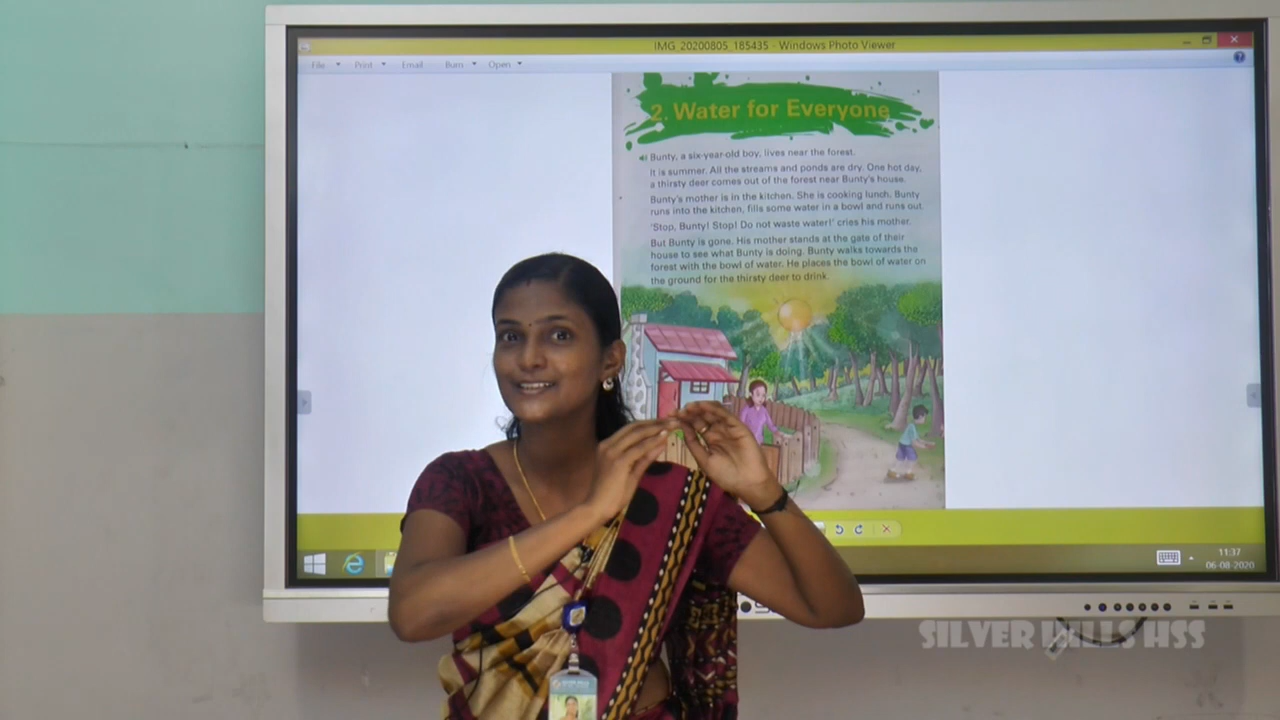 IMG_20200805_185435 - Windows Photo Viewer
File Print Email Burn Open
2. Water for Everyone
Bunty, a six-year-old boy, lives near the forest.
It is summer. All the streams and ponds are dry. One hot day,
a thirsty deer comes out of the forest near Bunty's house.
Bunty's mother is in the kitchen. She is cooking lunch. Bunty
runs into the kitchen, fills some water in a bowl and runs out.
'Stop, Bunty! Stop! Do not waste water!' cries his mother.
But Bunty is gone. His mother stands at the gate of their
house to see what Bunty is doing. Bunty walks towards the
forest with the bowl of water. He places the bowl of water on
the ground for the thirsty deer to drink.
11:37
06-08-2020
SILVER HILLS HSS